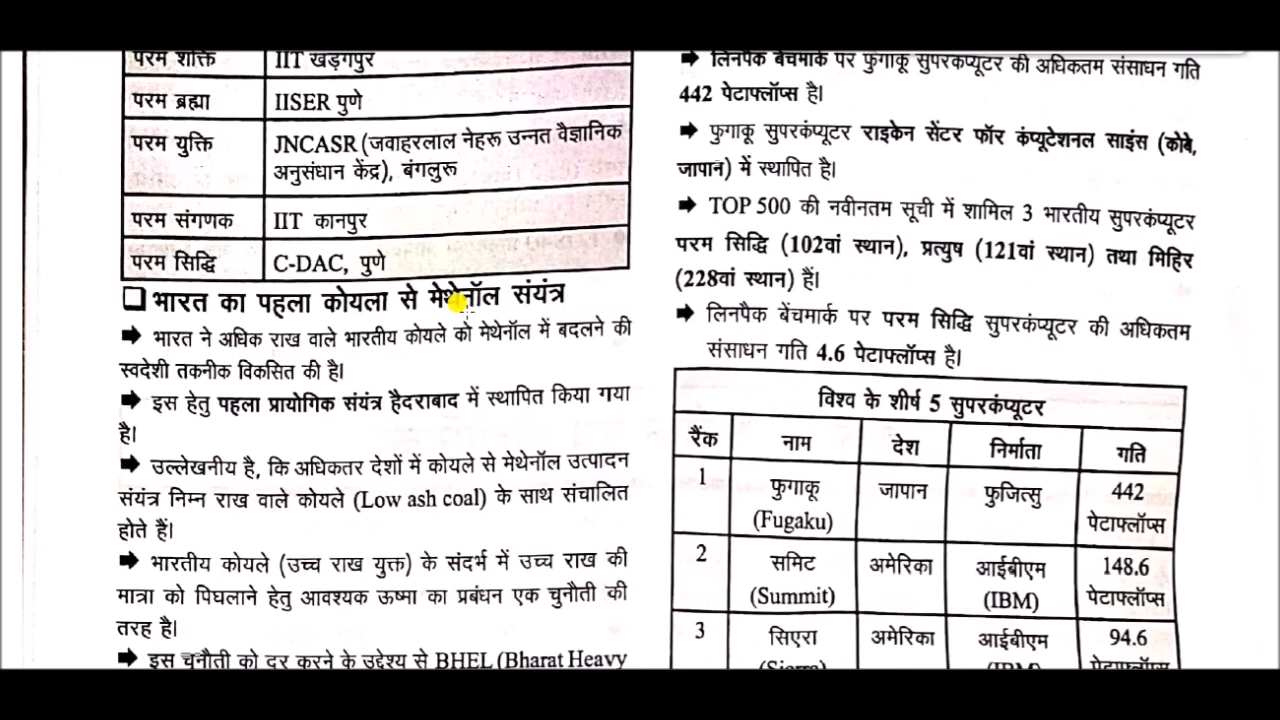 परम शक्ति IIT खड़गपुर
परम ब्रह्मा IISER पुणे
परम युक्ति JNCASR (जवाहरलाल नेहरू उन्नत वैज्ञानिक
अनुसंधान केंद्र), बंगलुरू
परम संगणक IIT कानपुर
परम सिद्धि C-DAC, पुणे
❑ भारत का पहला कोयला से मेथेनॉल संयंत्र
➡ भारत ने अधिक राख वाले भारतीय कोयले को मेथेनॉल में बदलने की
स्वदेशी तकनीक विकसित की है।
➡ इस हेतु पहला प्रायोगिक संयंत्र हैदराबाद में स्थापित किया गया
है।
➡ उल्लेखनीय है, कि अधिकतर देशों में कोयले से मेथेनॉल उत्पादन
संयंत्र निम्न राख वाले कोयले (Low ash coal) के साथ संचालित
होते हैं।
➡ भारतीय कोयले (उच्च राख युक्त) के संदर्भ में उच्च राख की
मात्रा को पिघलाने हेतु आवश्यक ऊष्मा का प्रबंधन एक चुनौती की
तरह है।
➡ इस चुनौती को दूर करने के उद्देश्य से BHEL (Bharat Heavy
➡ लिनपैक बेंचमार्क पर फुगाकू सुपरकंप्यूटर की अधिकतम संसाधन गति
442 पेटाफ्लॉप्स है।
➡ फुगाकू सुपरकंप्यूटर राइकेन सेंटर फॉर कंप्यूटेशनल साइंस (कोबे,
जापान) में स्थापित है।
➡ TOP 500 की नवीनतम सूची में शामिल 3 भारतीय सुपरकंप्यूटर
परम सिद्धि (102वां स्थान), प्रत्युष (121वां स्थान) तथा मिहिर
(228वां स्थान) हैं।
➡ लिनपैक बेंचमार्क पर परम सिद्धि सुपरकंप्यूटर की अधिकतम
संसाधन गति 4.6 पेटाफ्लॉप्स है।
विश्व के शीर्ष 5 सुपरकंप्यूटर
रैंक नाम देश निर्माता गति
1 फुगाकू जापान फुजित्सु 442
(Fugaku) पेटाफ्लॉप्स
2 समिट अमेरिका आईबीएम 148.6
(Summit) (IBM) पेटाफ्लॉप्स
3 सिएरा अमेरिका आईबीएम 94.6
(Sierra) (IBM) पेटाफ्लॉप्स